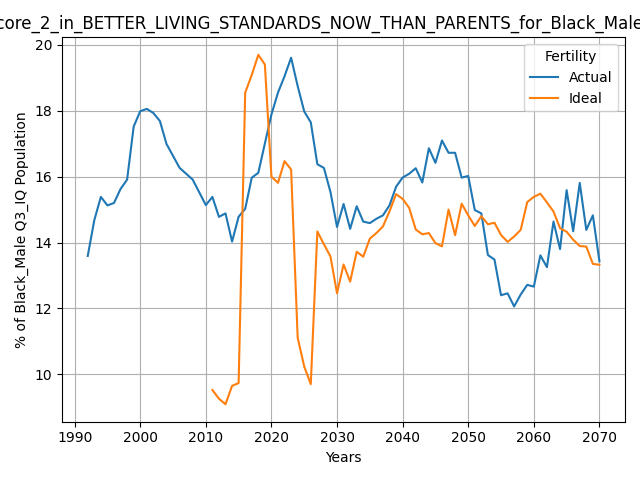 core_2_in_BETTER_LIVING_STANDARDS_NOW_THAN_PARENTS_for_Black_Male
Fertility
Actual
Ideal
% of Black_Male Q3_IQ Population
20
18
16
14
12
10
1990 2000 2010 2020 2030 2040 2050 2060 2070
Years